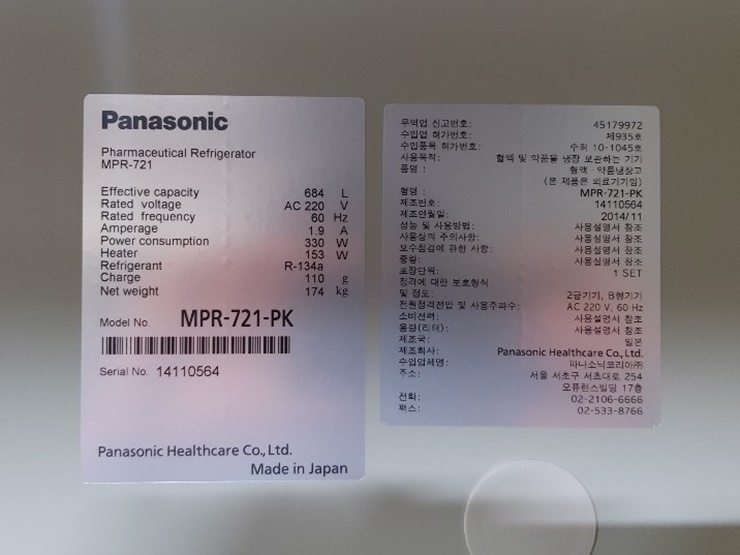 Panasonic
Pharmaceutical Refrigerator
MPR-721
Effective capacity 684 L
Rated voltage AC 220 V
Rated frequency 60 Hz
Amperage 1.9 A
Power consumption 330 W
Heater 153 W
Refrigerant R-134a
Charge 110 g
Net weight 174 kg
Model No. MPR-721-PK
Serial No. 14110564
Panasonic Healthcare Co., Ltd.
Made in Japan
무역업 신고번호: 45179972
수입업 허가번호: 제935호
수입품목 허가번호: 수허 10-1045호
사용목적: 혈액 및 약품을 냉장 보관하는 기기
품명 : 혈액·약품냉장고
(본 제품은 의료기기임)
형명 : MPR-721-PK
제조번호: 14110564
제조연월일: 2014/11
성능 및 사용방법: 사용설명서 참조
사용상의 주의사항: 사용설명서 참조
보수점검에 관한 사항: 사용설명서 참조
중량: 사용설명서 참조
포장단위: 1 SET
정격에 대한 보호형식
및 정도: 2급기기, B형기기
전원정격전압 및 사용주파수: AC 220 V, 60 Hz
소비전력: 사용설명서 참조
용량(리터): 사용설명서 참조
제조국: 일본
제조회사: Panasonic Healthcare Co., Ltd.
수입업체명: 파나소닉코리아㈜
주소: 서울 서초구 서초대로 254
오퓨런스빌딩 17층
전화: 02-2106-6666
팩스: 02-533-8766